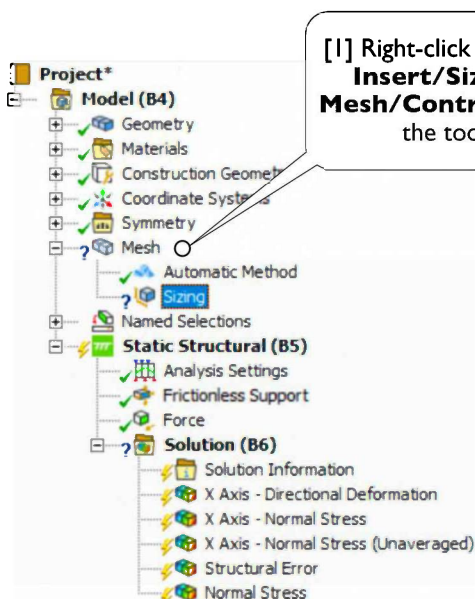 [1] Right-click
Insert/Siz
Mesh/Contr
the too
Project*
Model (B4)
Geometry
Materials
Construction Geomet
Coordinate Systems
Symmetry
Mesh
Automatic Method
Sizing
Named Selections
Static Structural (B5)
Analysis Settings
Frictionless Support
Force
Solution (B6)
Solution Information
X Axis - Directional Deformation
X Axis - Normal Stress
X Axis - Normal Stress (Unaveraged)
Structural Error
Normal Stress